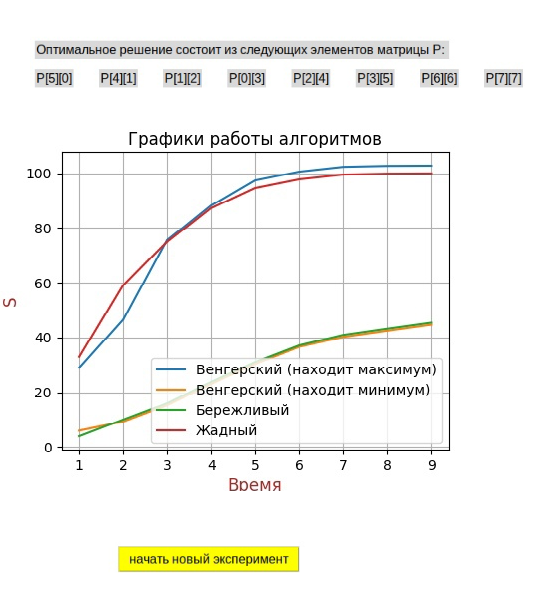 Оптимальное решение состоит из следующих элементов матрицы P:
P[5][0] P[4][1] P[1][2] P[0][3] P[2][4] P[3][5] P[6][6] P[7][7]
Графики работы алгоритмов
100
80
60
40
20
0
S
Венгерский (находит максимум)
Венгерский (находит минимум)
Бережливый
Жадный
1 2 3 4 5 6 7 8 9
Время
начать новый эксперимент